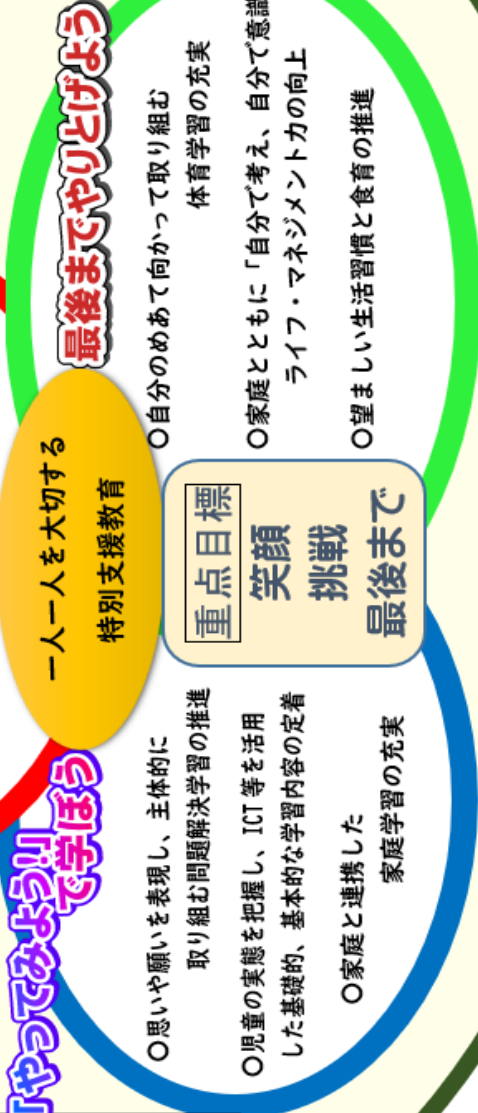 「やってみよう!!」
で学ぼう
○思いや願いを表現し、主体的に
取り組む問題解決学習の推進
○児童の実態を把握し、ICT等を活用
した基礎的、基本的な学習内容の定着
○家庭と連携した
家庭学習の充実
一人一人を大切する
特別支援教育
重点目標
笑顔
挑戦
最後まで
最後までやりとげよう
○自分のめあて向かって取り組む
体育学習の充実
○家庭とともに「自分で考え、自分で意識
ライフ・マネジメント力の向上
○望ましい生活習慣と食育の推進